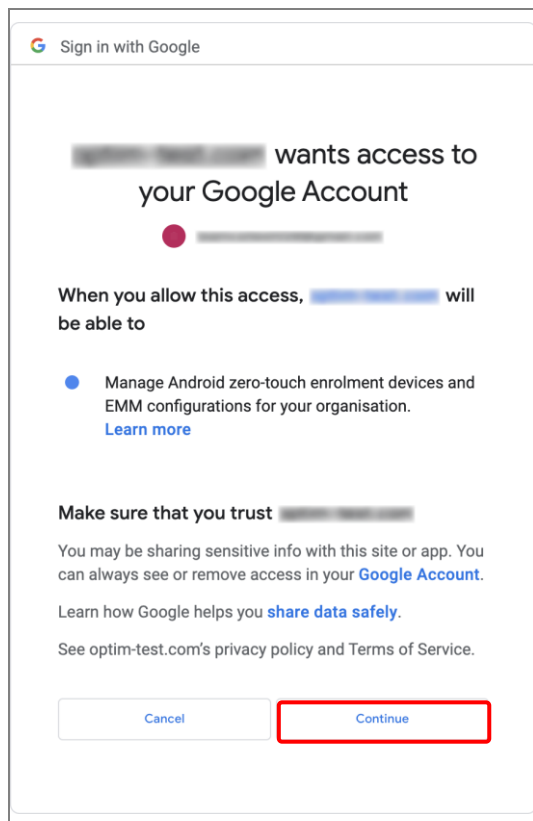 Sign in with Google
wants access to
your Google Account
When you allow this access, will
be able to
Manage Android zero-touch enrolment devices and
EMM configurations for your organisation.
Learn more
Make sure that you trust
You may be sharing sensitive info with this site or app. You
can always see or remove access in your Google Account.
Learn how Google helps you share data safely.
See optim-test.com's privacy policy and Terms of Service.
Cancel
Continue